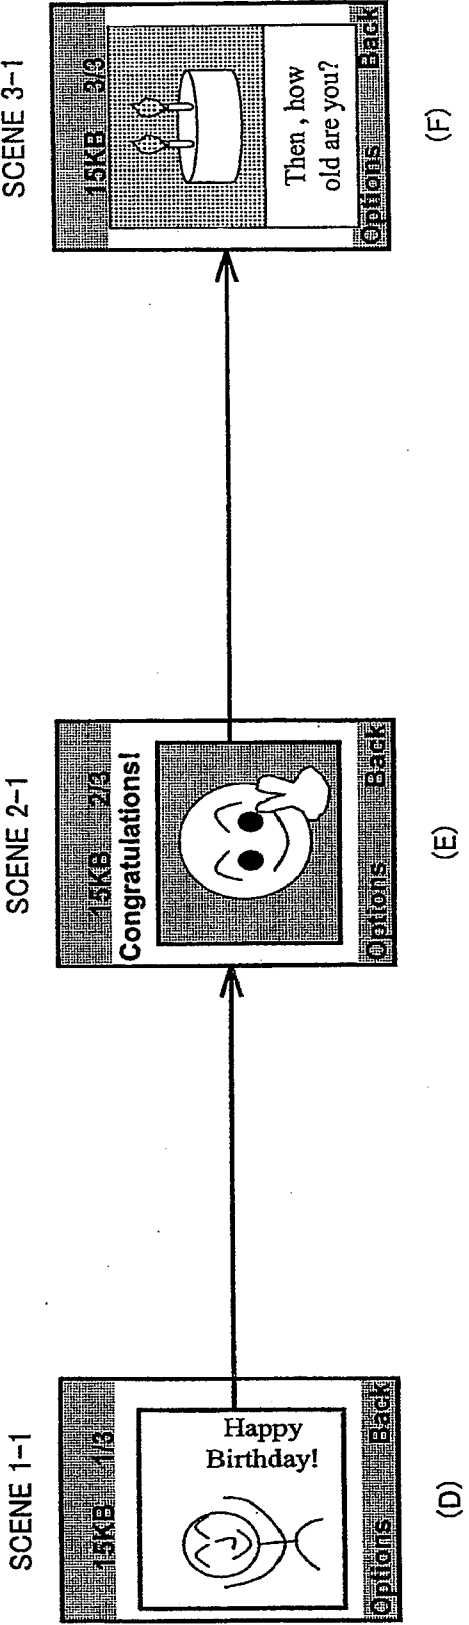 SCENE 1-1
15KB 1/3
Happy
Birthday!
Options Back
(D)
SCENE 2-1
15KB 2/3
Congratulations!
Options Back
(E)
SCENE 3-1
15KB 3/3
Then , how
old are you?
Options Back
(F)